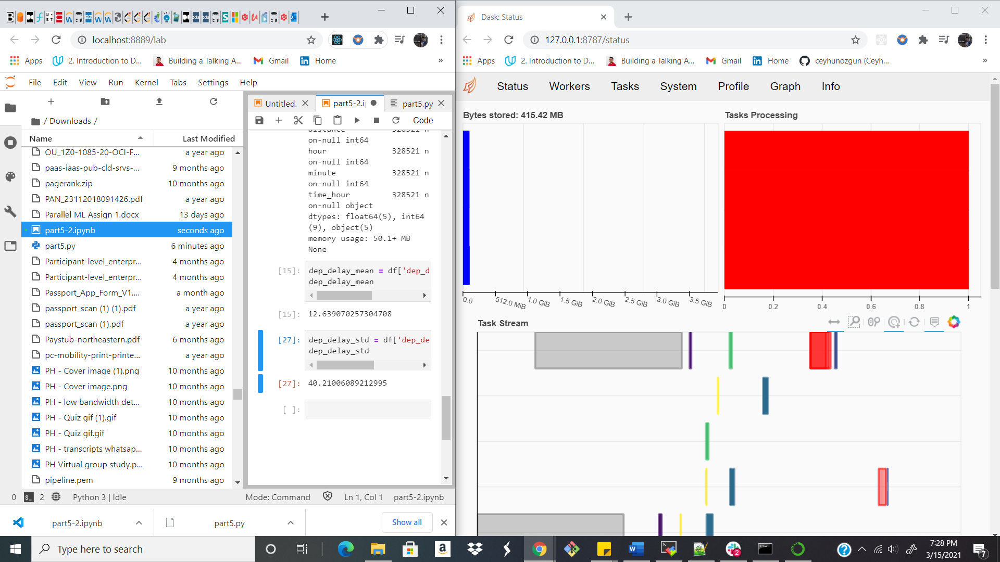 localhost:8889/lab
Apps
2. Introduction to D...
Building a Talking A...
Gmail
Home
»
File Edit View Run Kernel Tabs Settings Help
/ Downloads /
Name Last Modified
OU_1Z0-1085-20-OCI-F... a year ago
paas-iaas-pub-cld-srvs-... 9 months ago
pagerank.zip 10 months ago
PAN_23112018091426.pdf a year ago
Parallel ML Assign 1.docx 13 days ago
part5-2.ipynb seconds ago
part5.py 6 minutes ago
Participant-level_enterpr... 4 months ago
Participant-level_enterpr... 4 months ago
Passport_App_Form_V1.... a month ago
passport_scan (1) (1).pdf a year ago
passport_scan (1).pdf a year ago
Paystub-northeastern.pdf 6 months ago
pc-mobility-print-printe... a year ago
PH - Cover image (1).png 10 months ago
PH - Cover image.png 10 months ago
PH - low bandwidth det... 10 months ago
PH - Quiz gif (1).gif 10 months ago
PH - Quiz gif.gif 10 months ago
PH - transcripts whatsap... 10 months ago
PH Virtual group study.p... 10 months ago
pipeline.pem 9 months ago
Untitled.
part5-2.i
part5.py
Code
distance 328521 n
on-null int64
hour 328521 n
on-null int64
minute 328521 n
on-null int64
time_hour 328521 n
on-null object
dtypes: float64(5), int64
(9), object(5)
memory usage: 50.1+ MB
None
[15]: dep_delay_mean = df['dep_d
dep_delay_mean
[15]: 12.639070257304708
[27]: dep_delay_std = df['dep_de
dep_delay_std
[27]: 40.21006089212995
[ ]:
0 2 Python 3 | Idle Mode: Command Ln 1, Col 1 part5-2.ipynb
part5-2.ipynb
part5.py
Show all
Dask: Status
127.0.0.1:8787/status
Apps
2. Introduction to D...
Building a Talking A...
Gmail
Home
ceyhunozgun (Ceyh...
»
Status Workers Tasks System Profile Graph Info
Bytes stored: 415.42 MB
0.0 512.0 MiB 1.0 GiB 1.5 GiB 2.0 GiB 2.5 GiB 3.0 GiB 3.5 GiB
Tasks Processing
0 0.2 0.4 0.6 0.8 1
Task Stream
Type here to search
2
7:28 PM
3/15/2021
7